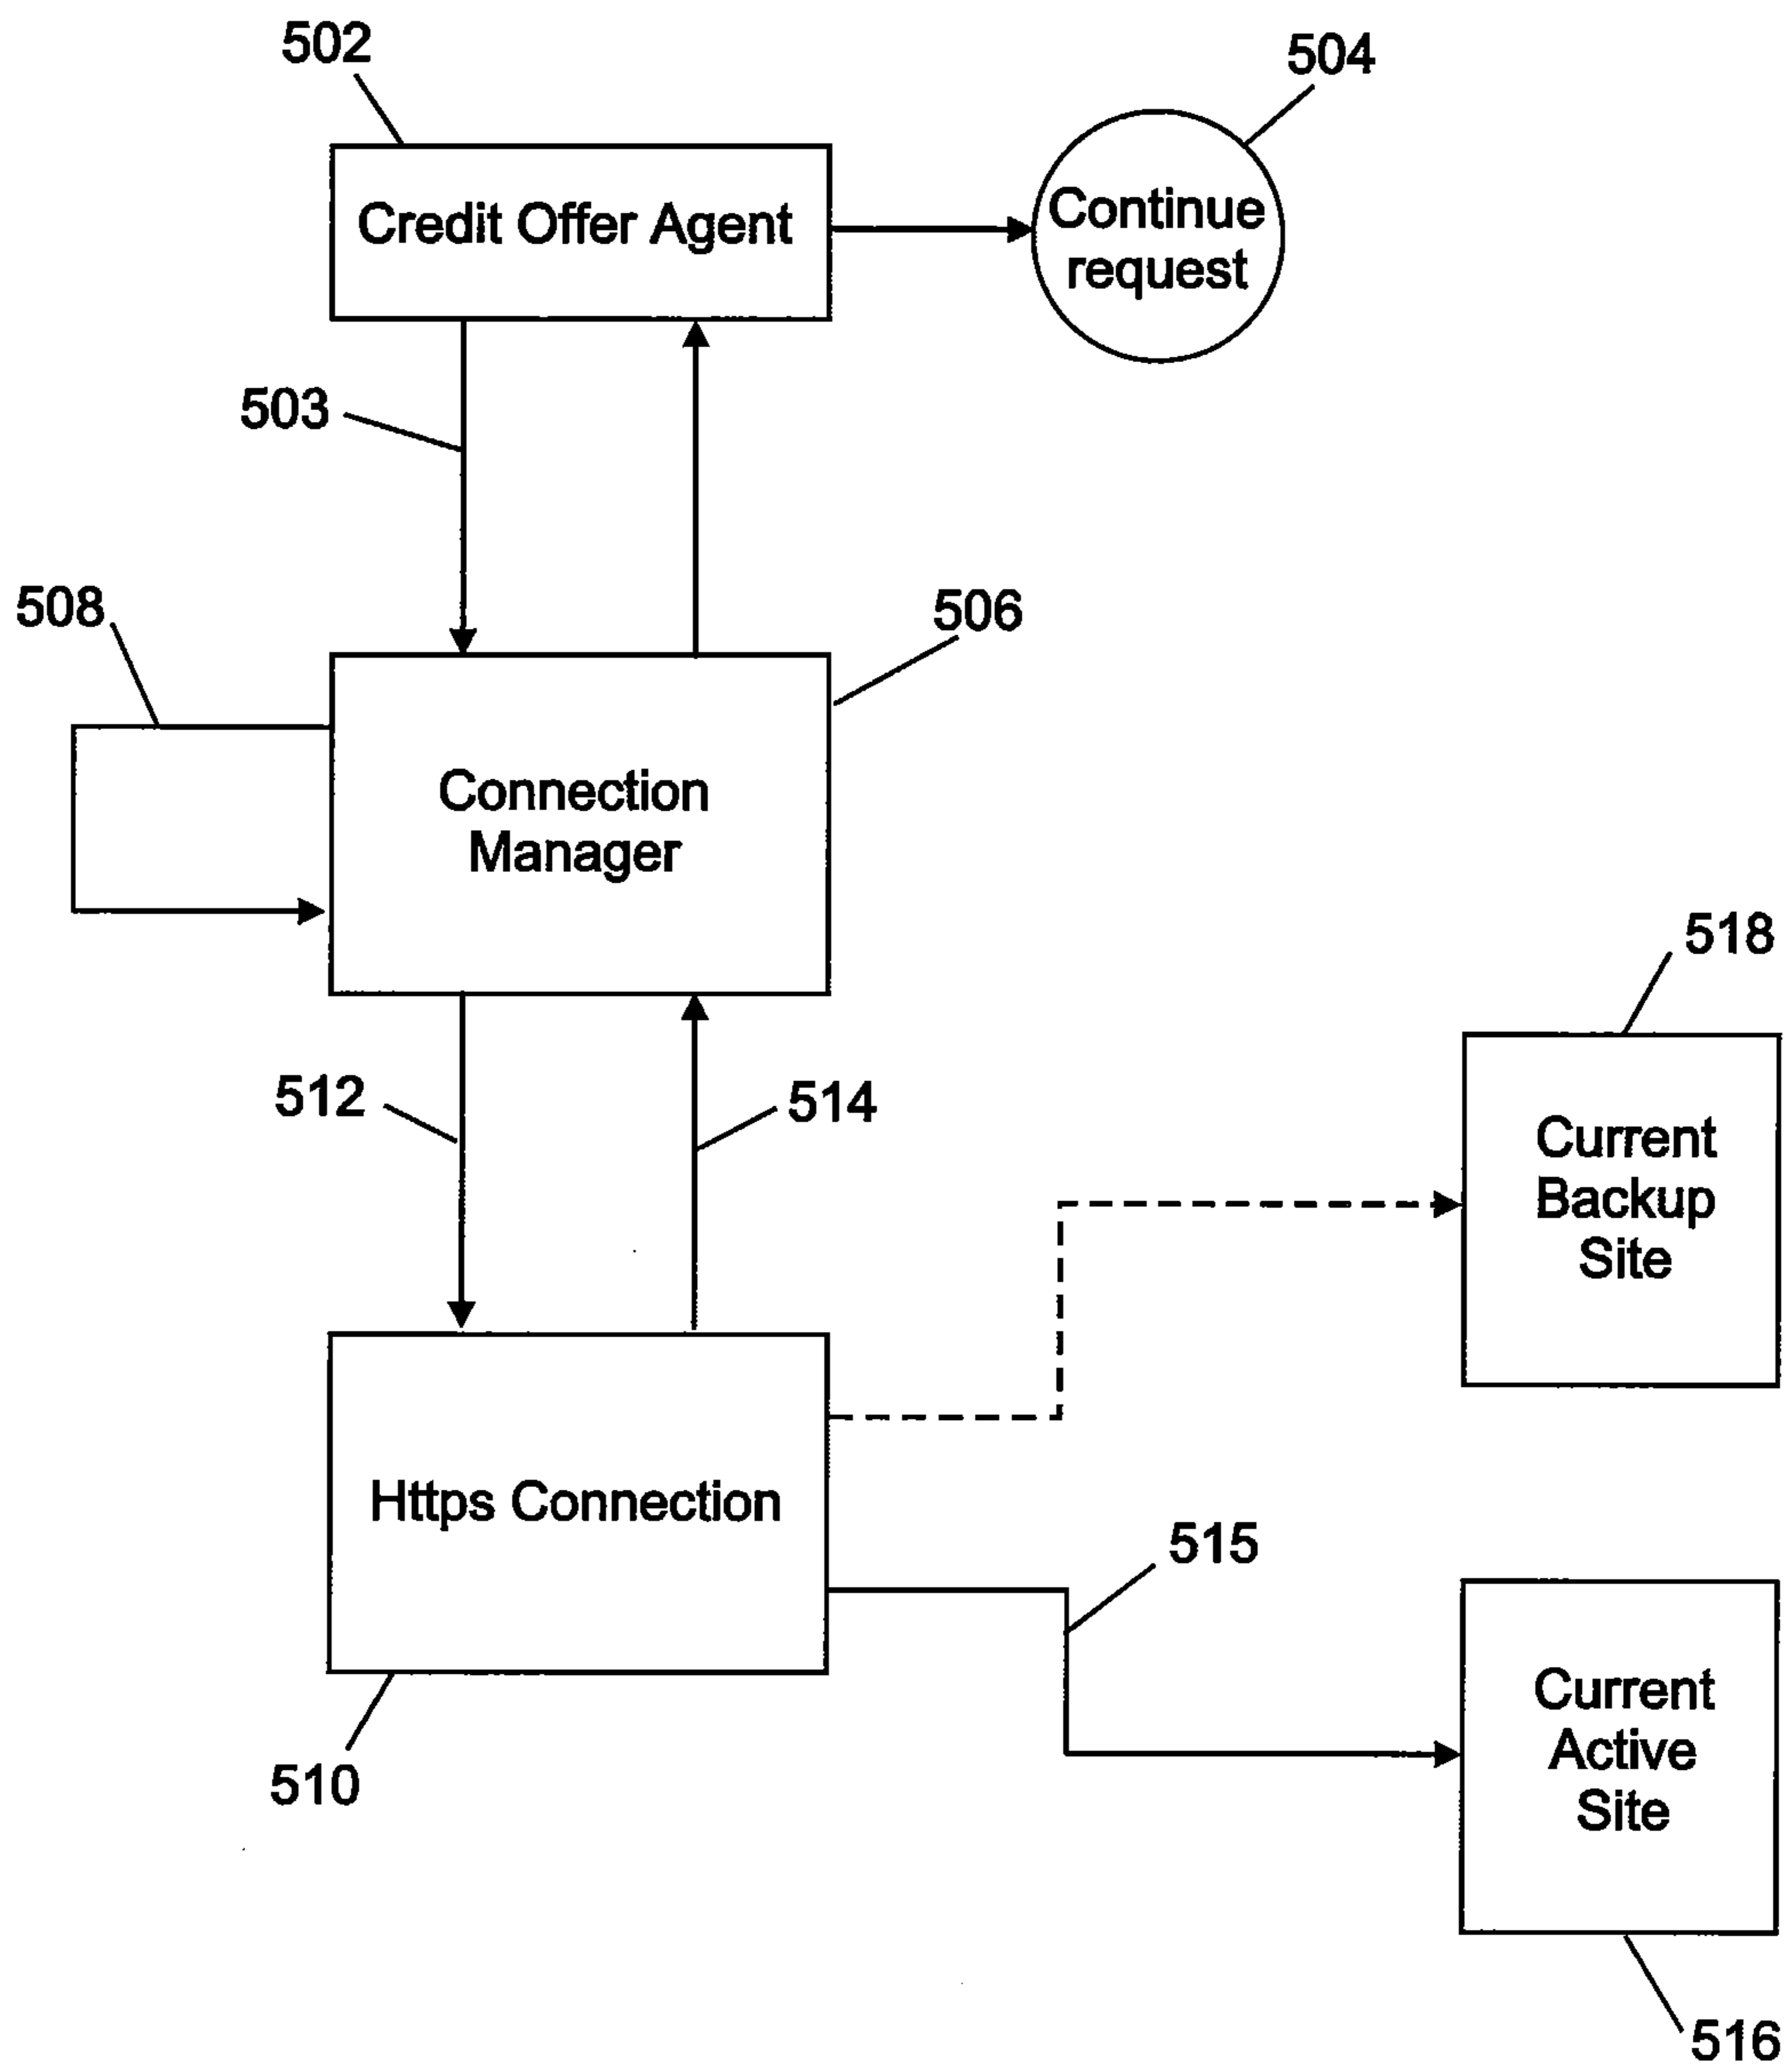 502
504
Credit Offer Agent
Continue
request
503
508
506
Connection
Manager
518
512
514
Current
Backup
Site
Https Connection
515
Current
Active
Site
510
516